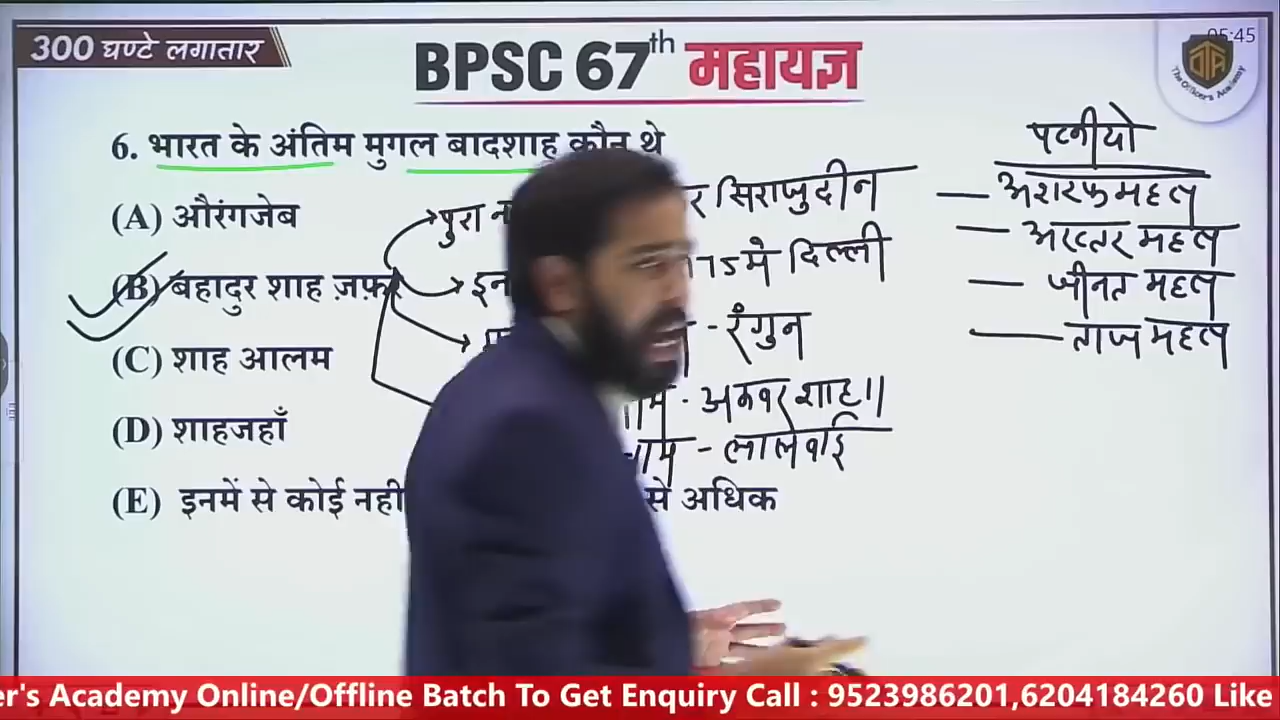 300 घण्टे लगातार
BPSC 67th महायज्ञ
05:45
The Officer's Academy
6. भारत के अंतिम मुगल बादशाह कौन थे
(A) औरंगजेब
(B) बहादुर शाह ज़फ़र
(C) शाह आलम
(D) शाहजहाँ
(E) इनमें से कोई नही से अधिक
पुरा सिराजुदीन
में दिल्ली
- रंगुन
- अकबर शाह II
- लालबाई
पत्नीयो
— अशरफ महल
— अख्तर महल
— जीनत महल
— ताज महल
er's Academy Online/Offline Batch To Get Enquiry Call : 9523986201,6204184260 Like